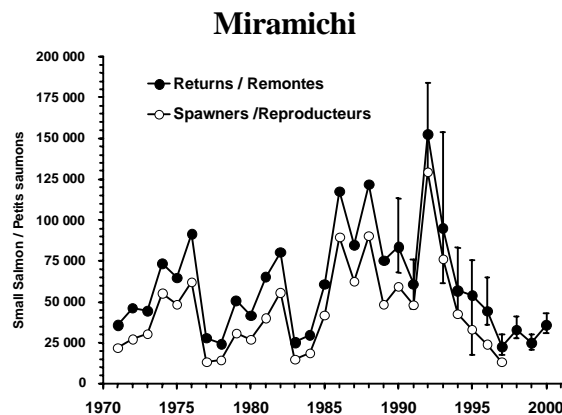 Miramichi
200 000
175 000
150 000
125 000
100 000
75 000
50 000
25 000
0
Small Salmon / Petits saumons
Returns / Remontes
Spawners /Reproducteurs
1970 1975 1980 1985 1990 1995 2000